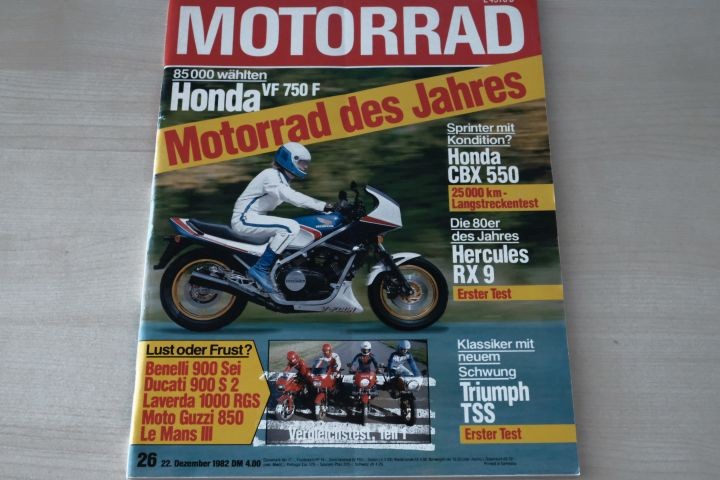 MOTORRAD
85 000 wählten
Honda VF 750 F
Motorrad des Jahres
Sprinter mit
Kondition?
Honda
CBX 550
25 000 km-
Langstreckentest
Die 80er
des Jahres
Hercules
RX 9
Erster Test
Lust oder Frust?
Benelli 900 Sei
Ducati 900 S 2
Laverda 1000 RGS
Moto Guzzi 850
Le Mans III
Vergleichstest, Teil 1
Klassiker mit
neuem
Schwung
Triumph
TSS
Erster Test
26 22. Dezember 1982 DM 4.00